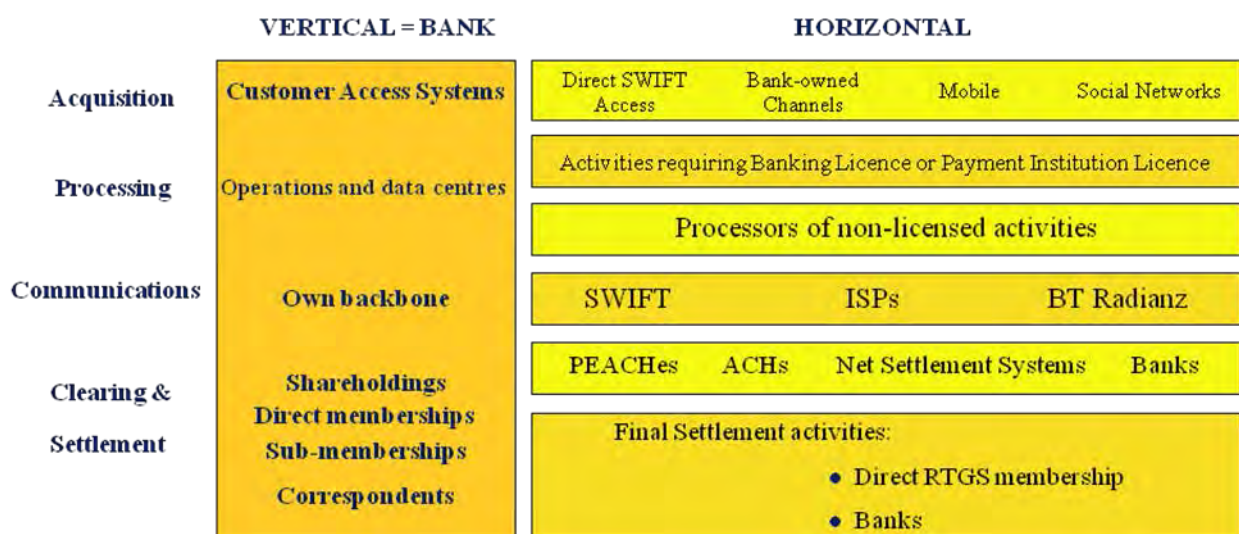 VERTICAL = BANK
HORIZONTAL
Acquisition
Customer Access Systems
Direct SWIFT
Access
Bank-owned
Channels
Mobile
Social Networks
Processing
Operations and data centres
Activities requiring Banking Licence or Payment Institution Licence
Processors of non-licensed activities
Communications
Own backbone
SWIFT
ISPs
BT Radianz
Clearing &
Settlement
Shareholdings
Direct memberships
Sub-memberships
Correspondents
PEACHes
ACHs
Net Settlement Systems
Banks
Final Settlement activities:
• Direct RTGS membership
• Banks